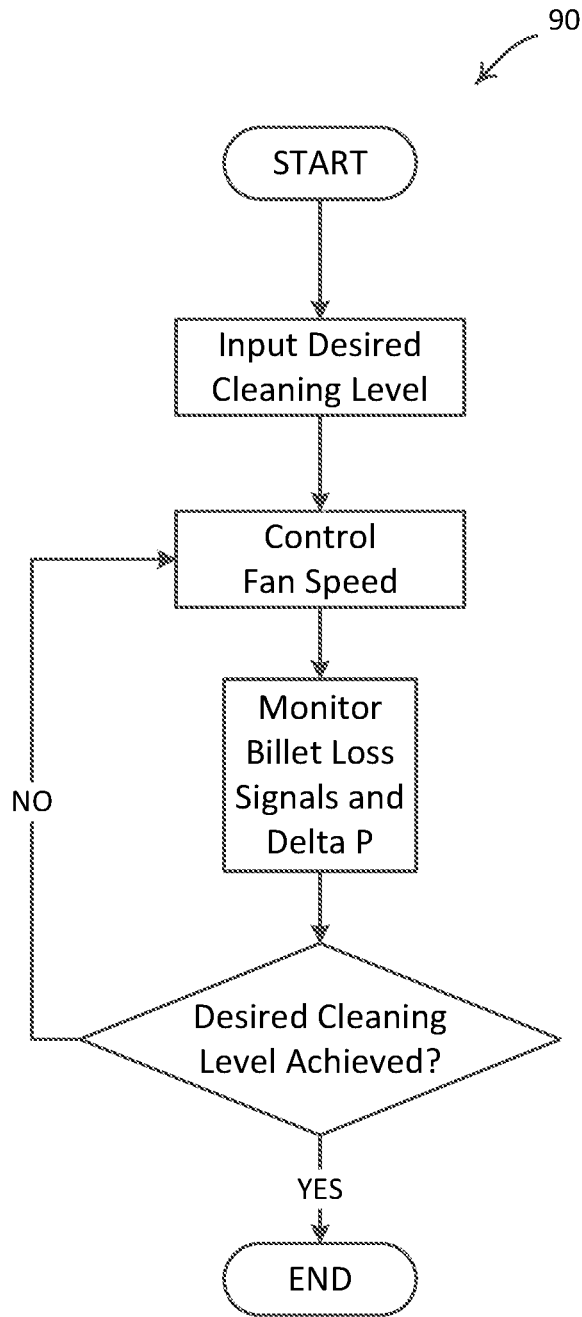 90
START
Input Desired
Cleaning Level
Control
Fan Speed
Monitor
Billet Loss
Signals and
Delta P
NO
Desired Cleaning
Level Achieved?
YES
END